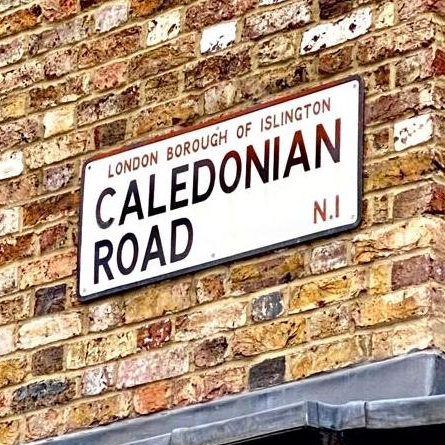 LONDON BOROUGH OF ISLINGTON
CALEDONIAN
ROAD N.1